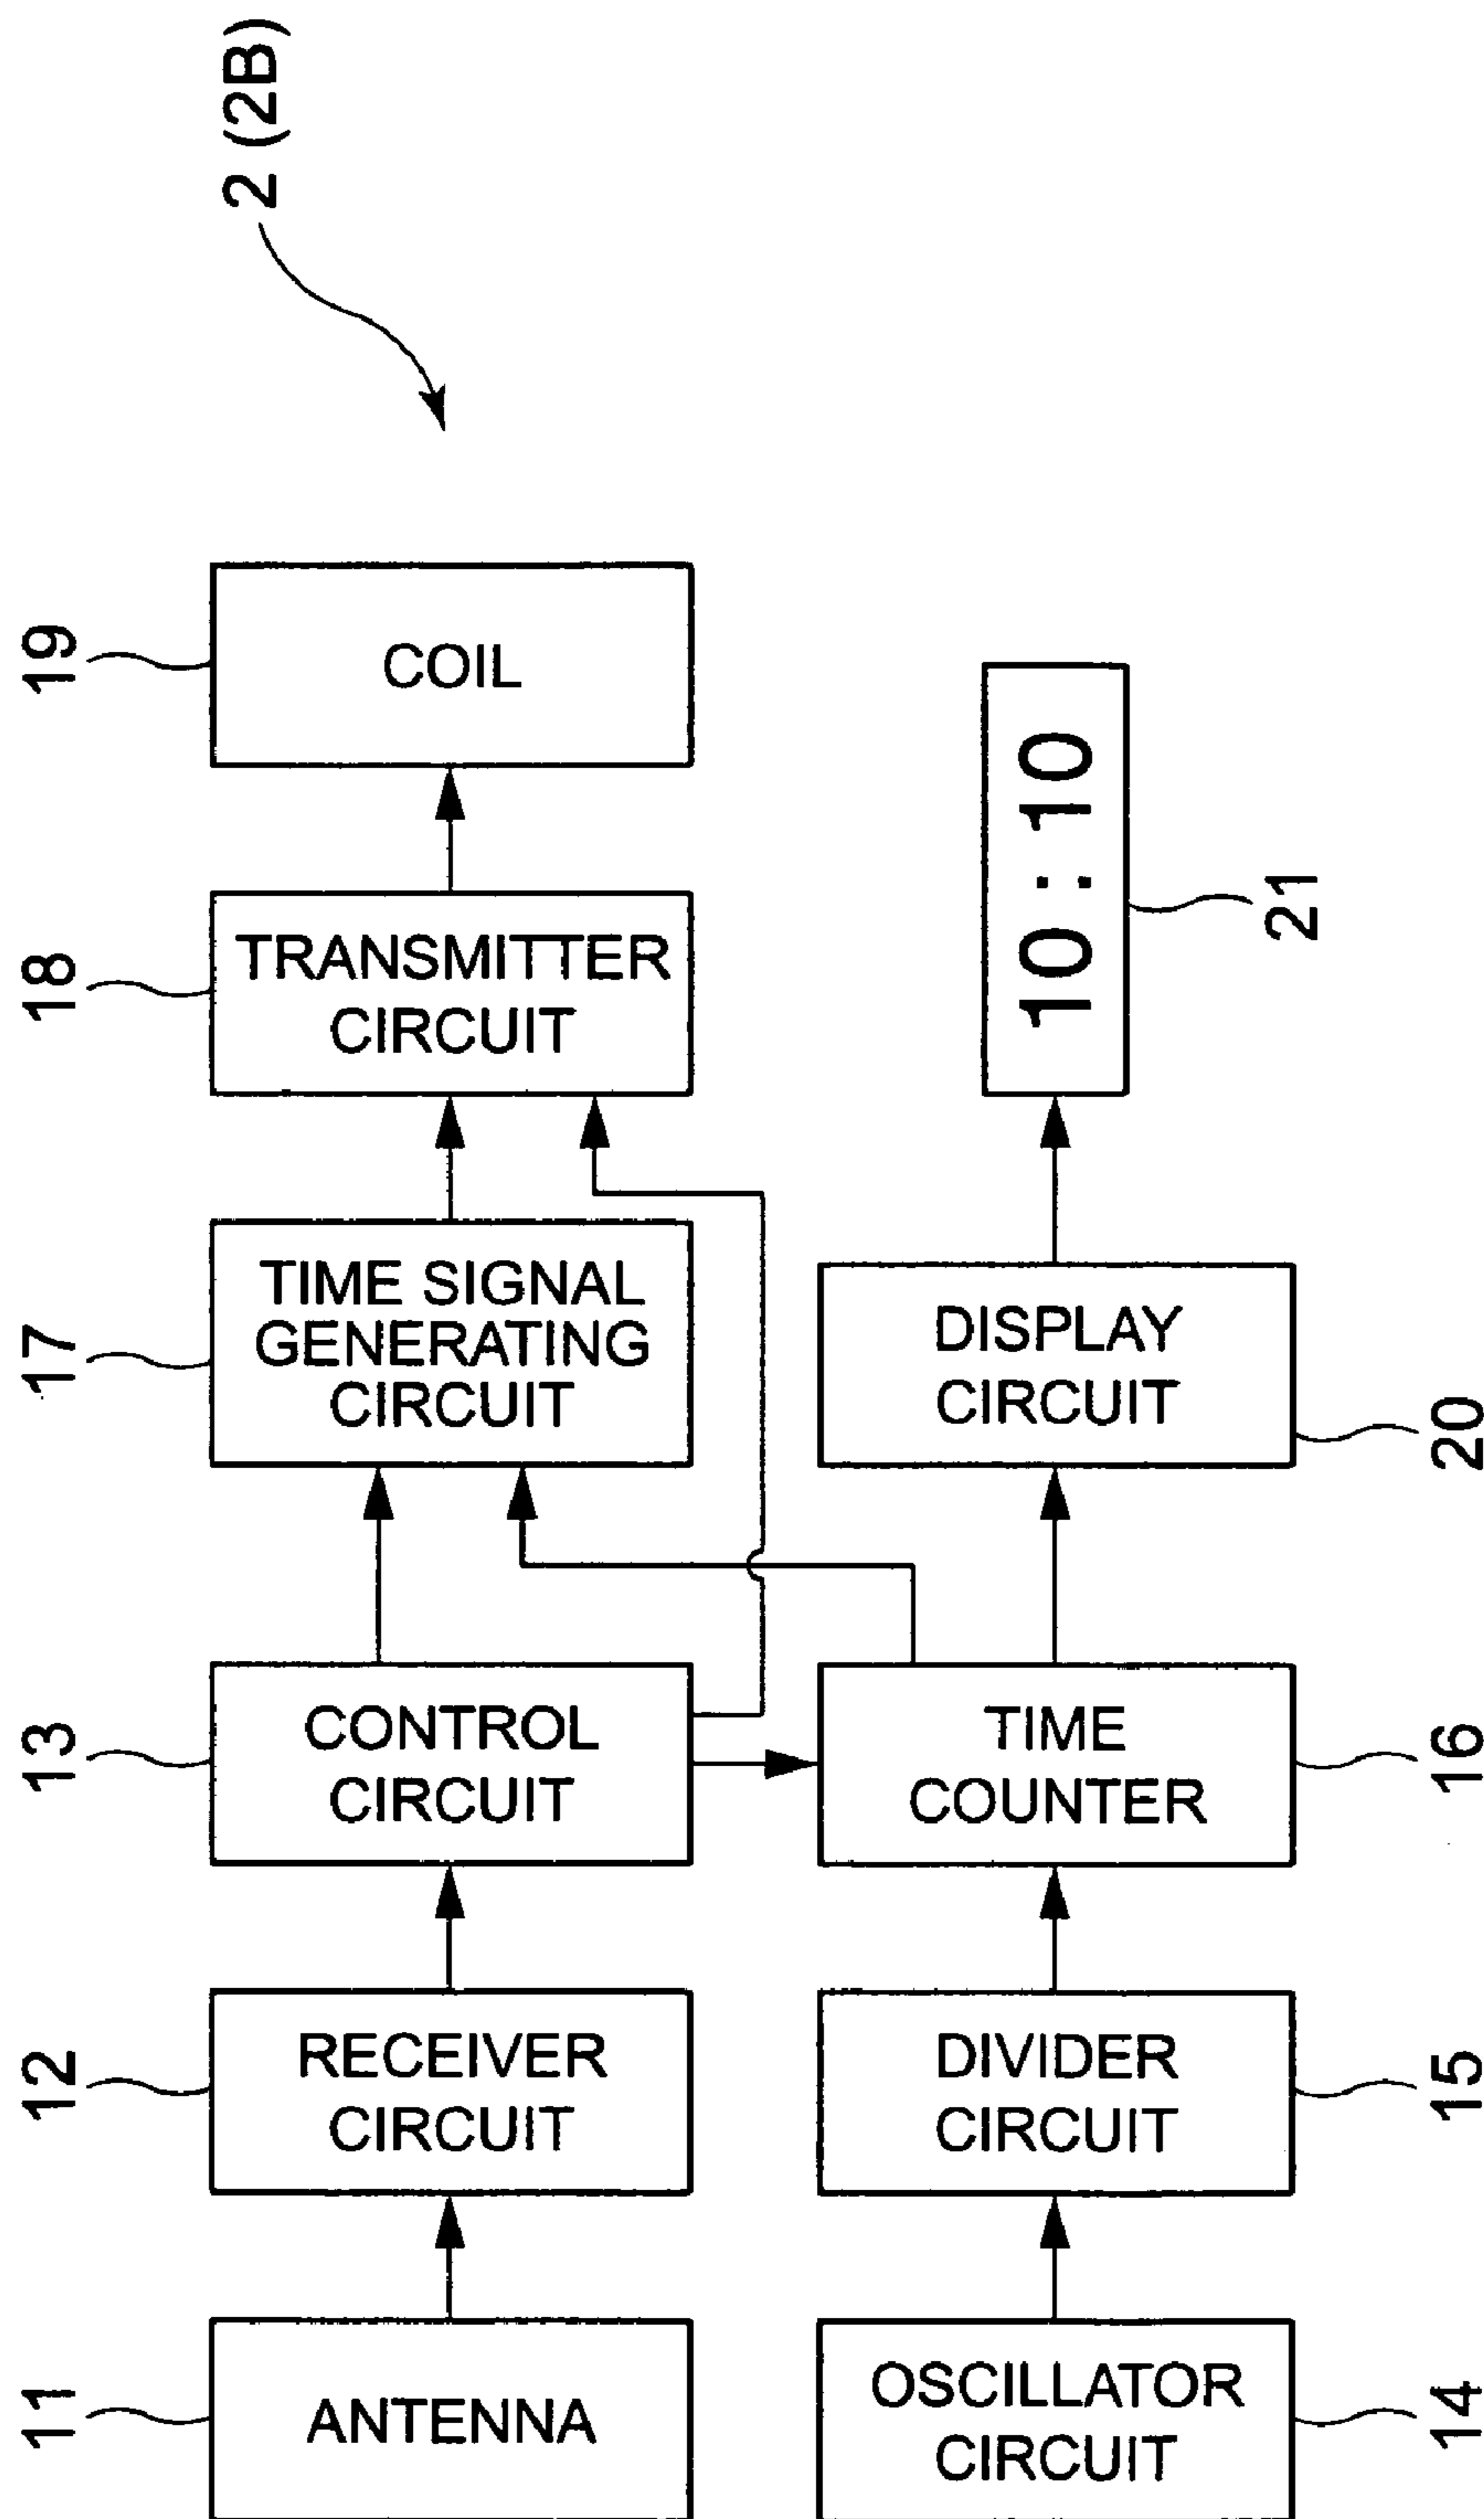 2 (2B)
19
COIL
18
TRANSMITTER
CIRCUIT
10 : 10
21
17
TIME SIGNAL
GENERATING
CIRCUIT
DISPLAY
CIRCUIT
20
13
CONTROL
CIRCUIT
TIME
COUNTER
16
12
RECEIVER
CIRCUIT
DIVIDER
CIRCUIT
15
11
ANTENNA
OSCILLATOR
CIRCUIT
14